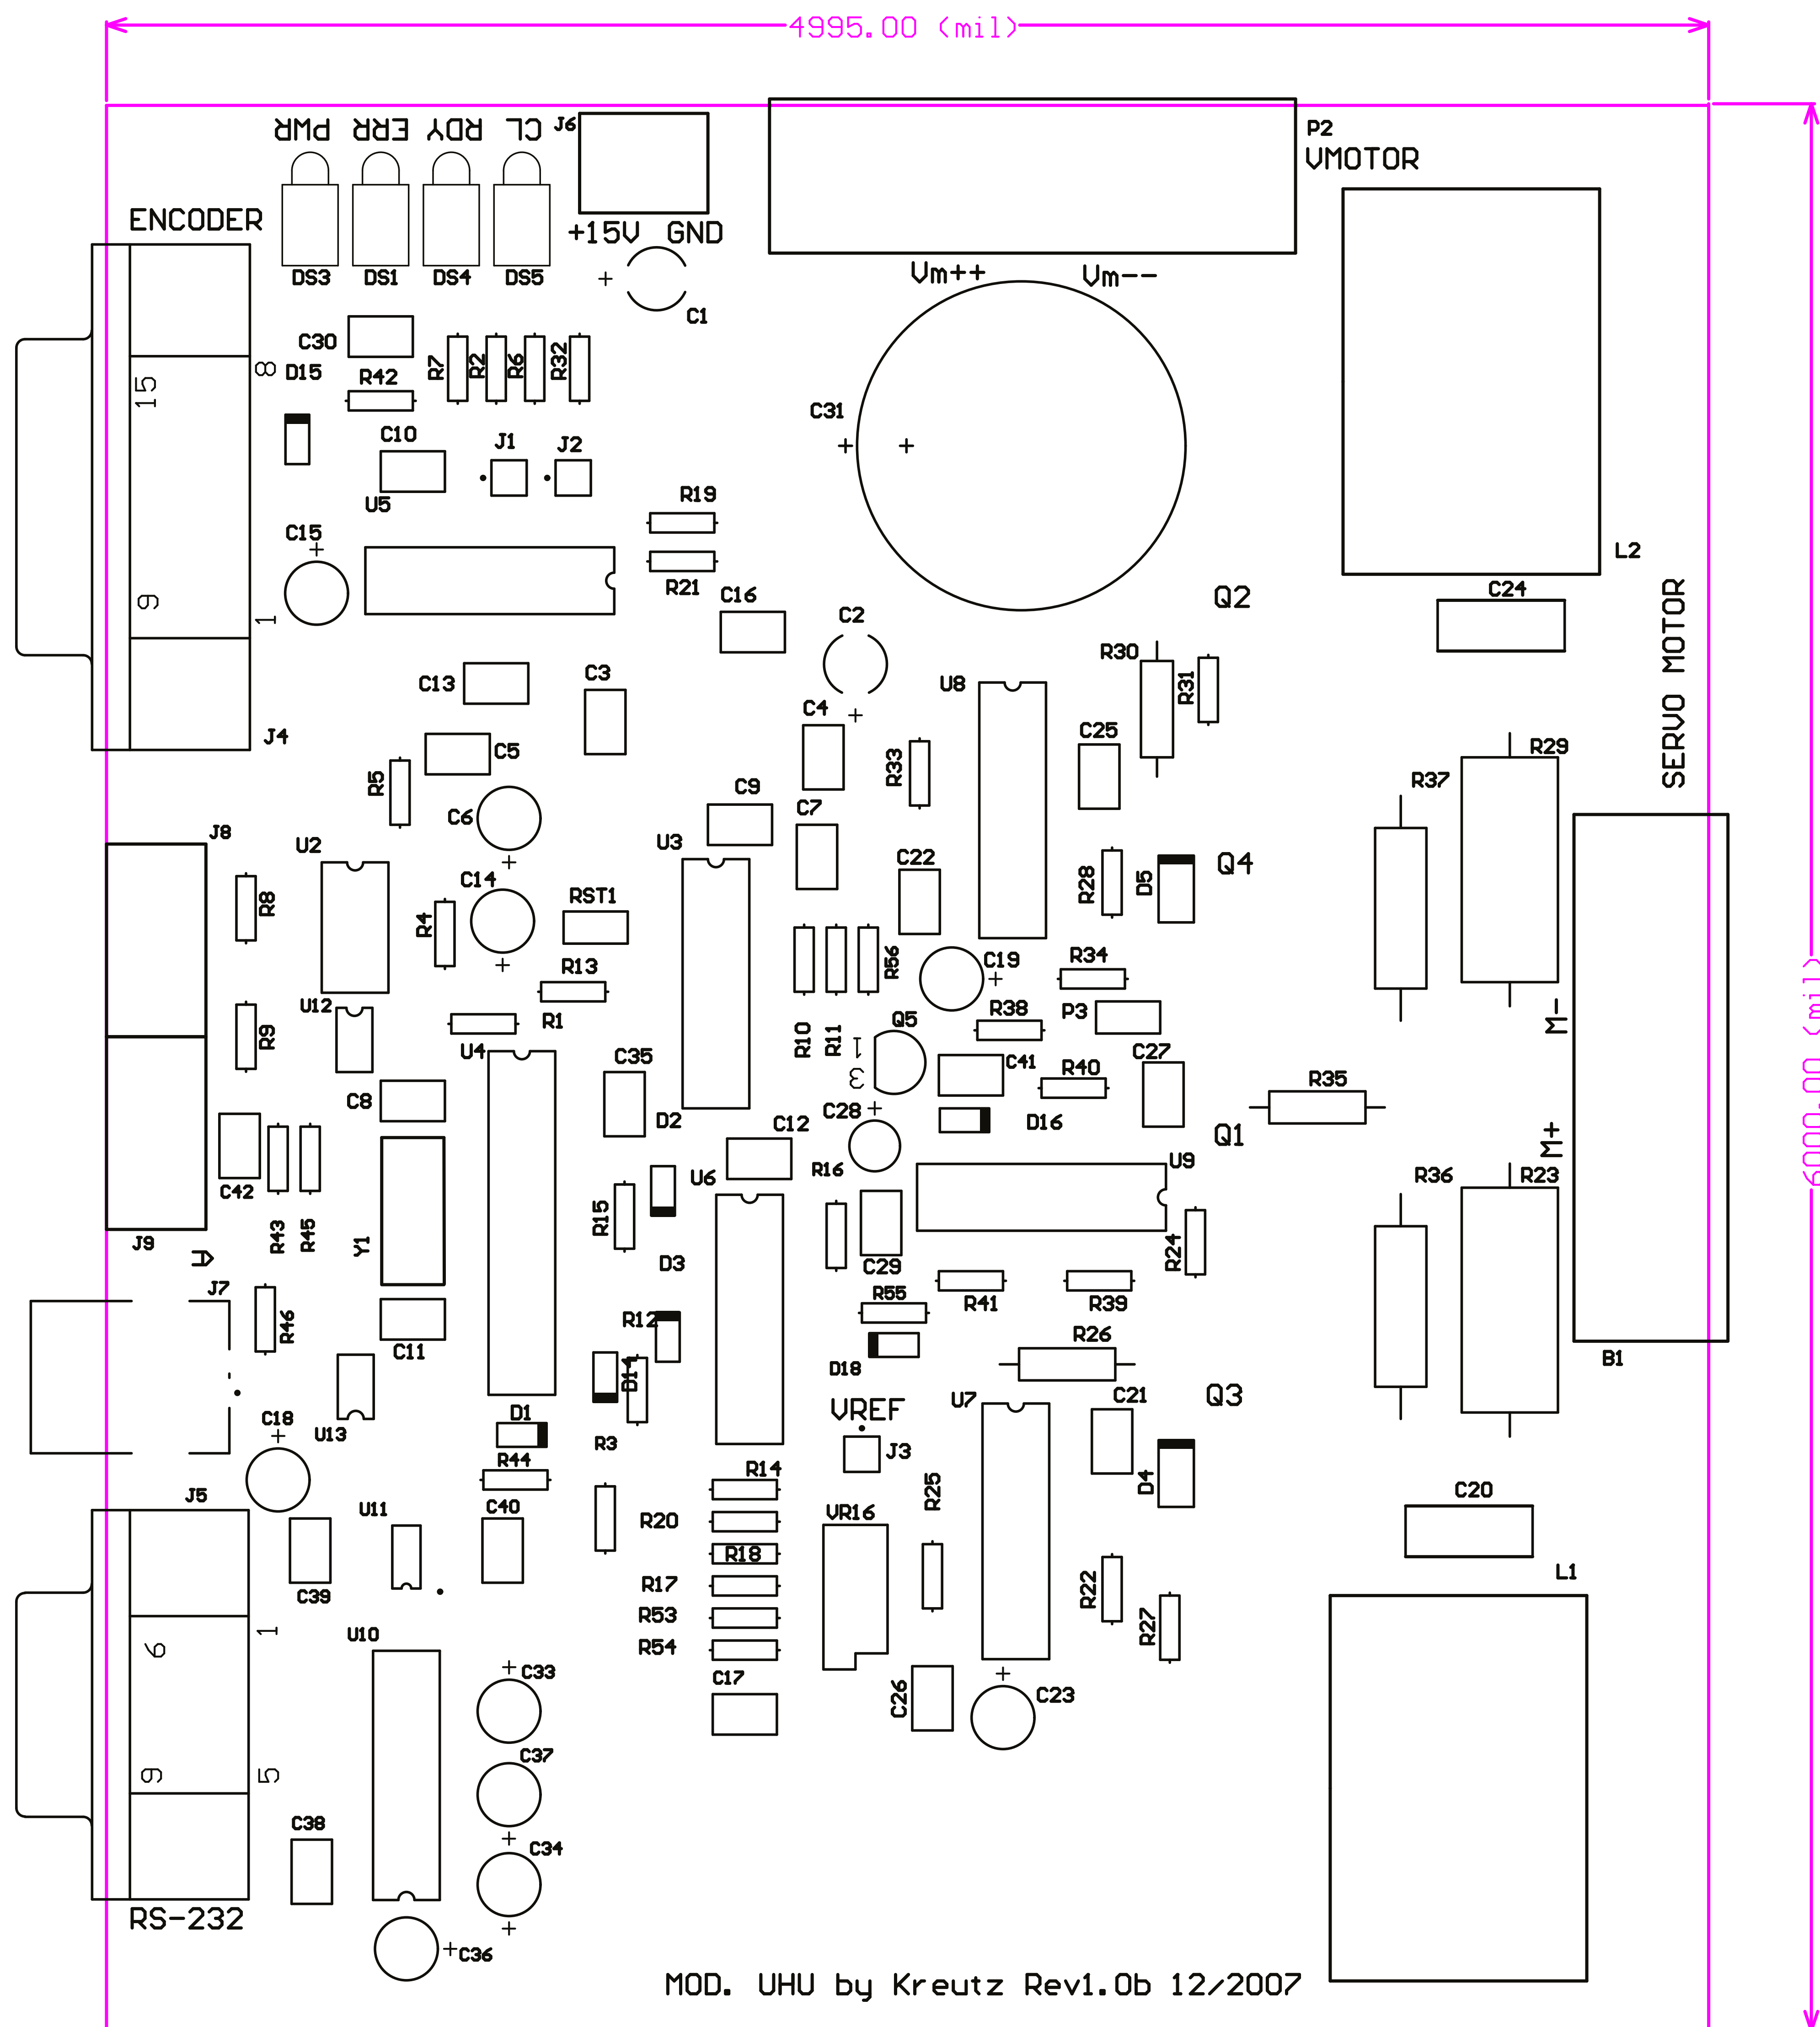 4995.00 (mil)
PWR ERR RDY CL
J6
P2
VMOTOR
ENCODER
+15V GND
DS3 DS1 DS4 DS5
+
Vm++ Vm--
C1
C30
D15
R42
R7 R2 R6 R32
8
15
C31
+ +
C10
J1 J2
U5
R19
C15
+
L2
R21
C16
C24
Q2
9
1
C2
SERVO MOTOR
R30
R31
C13
C3
U8
C4
+
C25
J4
C5
R29
R5
R33
R37
C9
C7
C6
J8
U2
+
U3
C22
Q4
C14
R28
D5
R8
RST1
R4
+
R13
R56
C19
+
R34
6000.00 (mil)
U12
R38
P3
M-
R9
R1
R10
R11
Q5
1
U4
C35
C41
C27
3
R40
R35
C8
C28
+
D2
C12
D16
Q1
M+
R16
U9
C42
U6
R36
R23
R43
R45
Y1
R15
R24
J9
A
D3
C29
J7
R55
R41
R39
R46
R12
R26
C11
D18
D14
B1
VREF
U7
Q3
C21
D1
C18
+
U13
R3
J3
R44
R14
D4
J5
R25
C20
U11
C40
R20
VR16
R18
L1
C39
R17
R22
R53
R27
1
6
U10
R54
+
C33
C17
+
C26
C23
C37
9
5
C38
+
C34
RS-232
+
+
C36
MOD. UHU by Kreutz Rev1.0b 12/2007